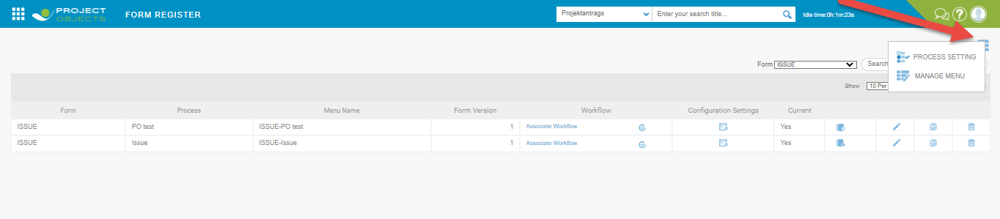 PROJECT
OBJECTS
FORM REGISTER
Projektantrags
Enter your search title...
Idle time:0h:1m:23s
PROCESS SETTING
MANAGE MENU
Form ISSUE Search
Show 10 Per
Form Process Menu Name Form Version Workflow Configuration Settings Current
ISSUE PO test ISSUE-PO test 1 Associate Workflow Yes
ISSUE Issue ISSUE-Issue 1 Associate Workflow Yes